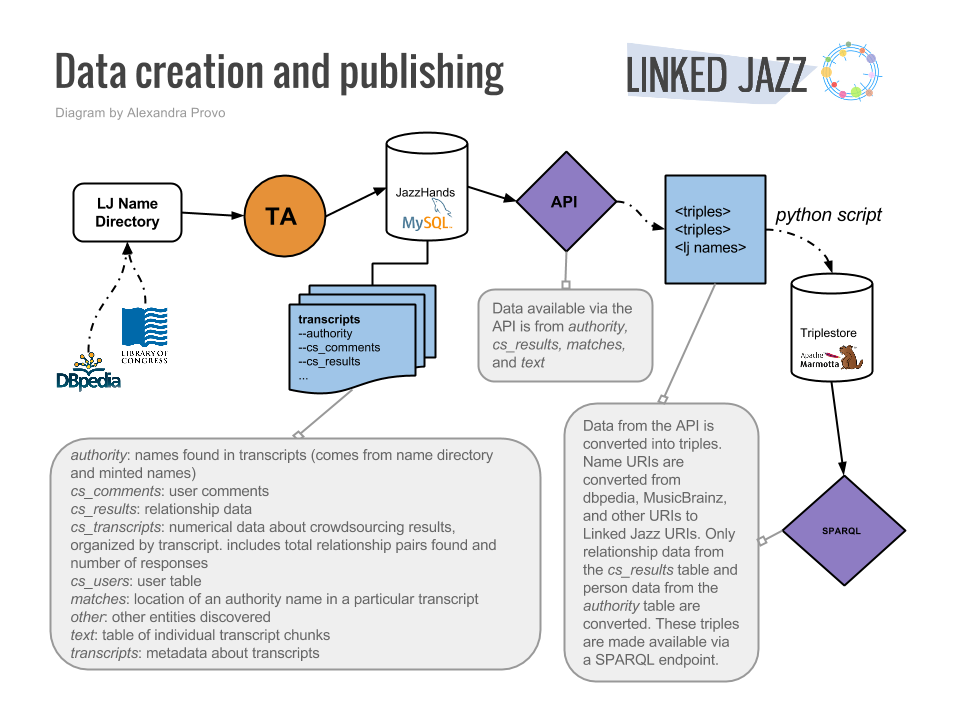 Data creation and publishing
LINKED JAZZ
Diagram by Alexandra Provo
LJ Name
Directory
TA
JazzHands
MySQL
API
<triples>
<triples>
<lj names>
python script
Triplestore
Apache
Marmotta
SPARQL
DBpedia
LIBRARY OF
CONGRESS
transcripts
--authority
--cs_comments
--cs_results
...
Data available via the
API is from authority,
cs_results, matches,
and text
authority: names found in transcripts (comes from name directory
and minted names)
cs_comments: user comments
cs_results: relationship data
cs_transcripts: numerical data about crowdsourcing results,
organized by transcript. includes total relationship pairs found and
number of responses
cs_users: user table
matches: location of an authority name in a particular transcript
other: other entities discovered
text: table of individual transcript chunks
transcripts: metadata about transcripts
Data from the API is
converted into triples.
Name URIs are
converted from
dbpedia, MusicBrainz,
and other URIs to
Linked Jazz URIs. Only
relationship data from
the cs_results table and
person data from the
authority table are
converted. These triples
are made available via
a SPARQL endpoint.